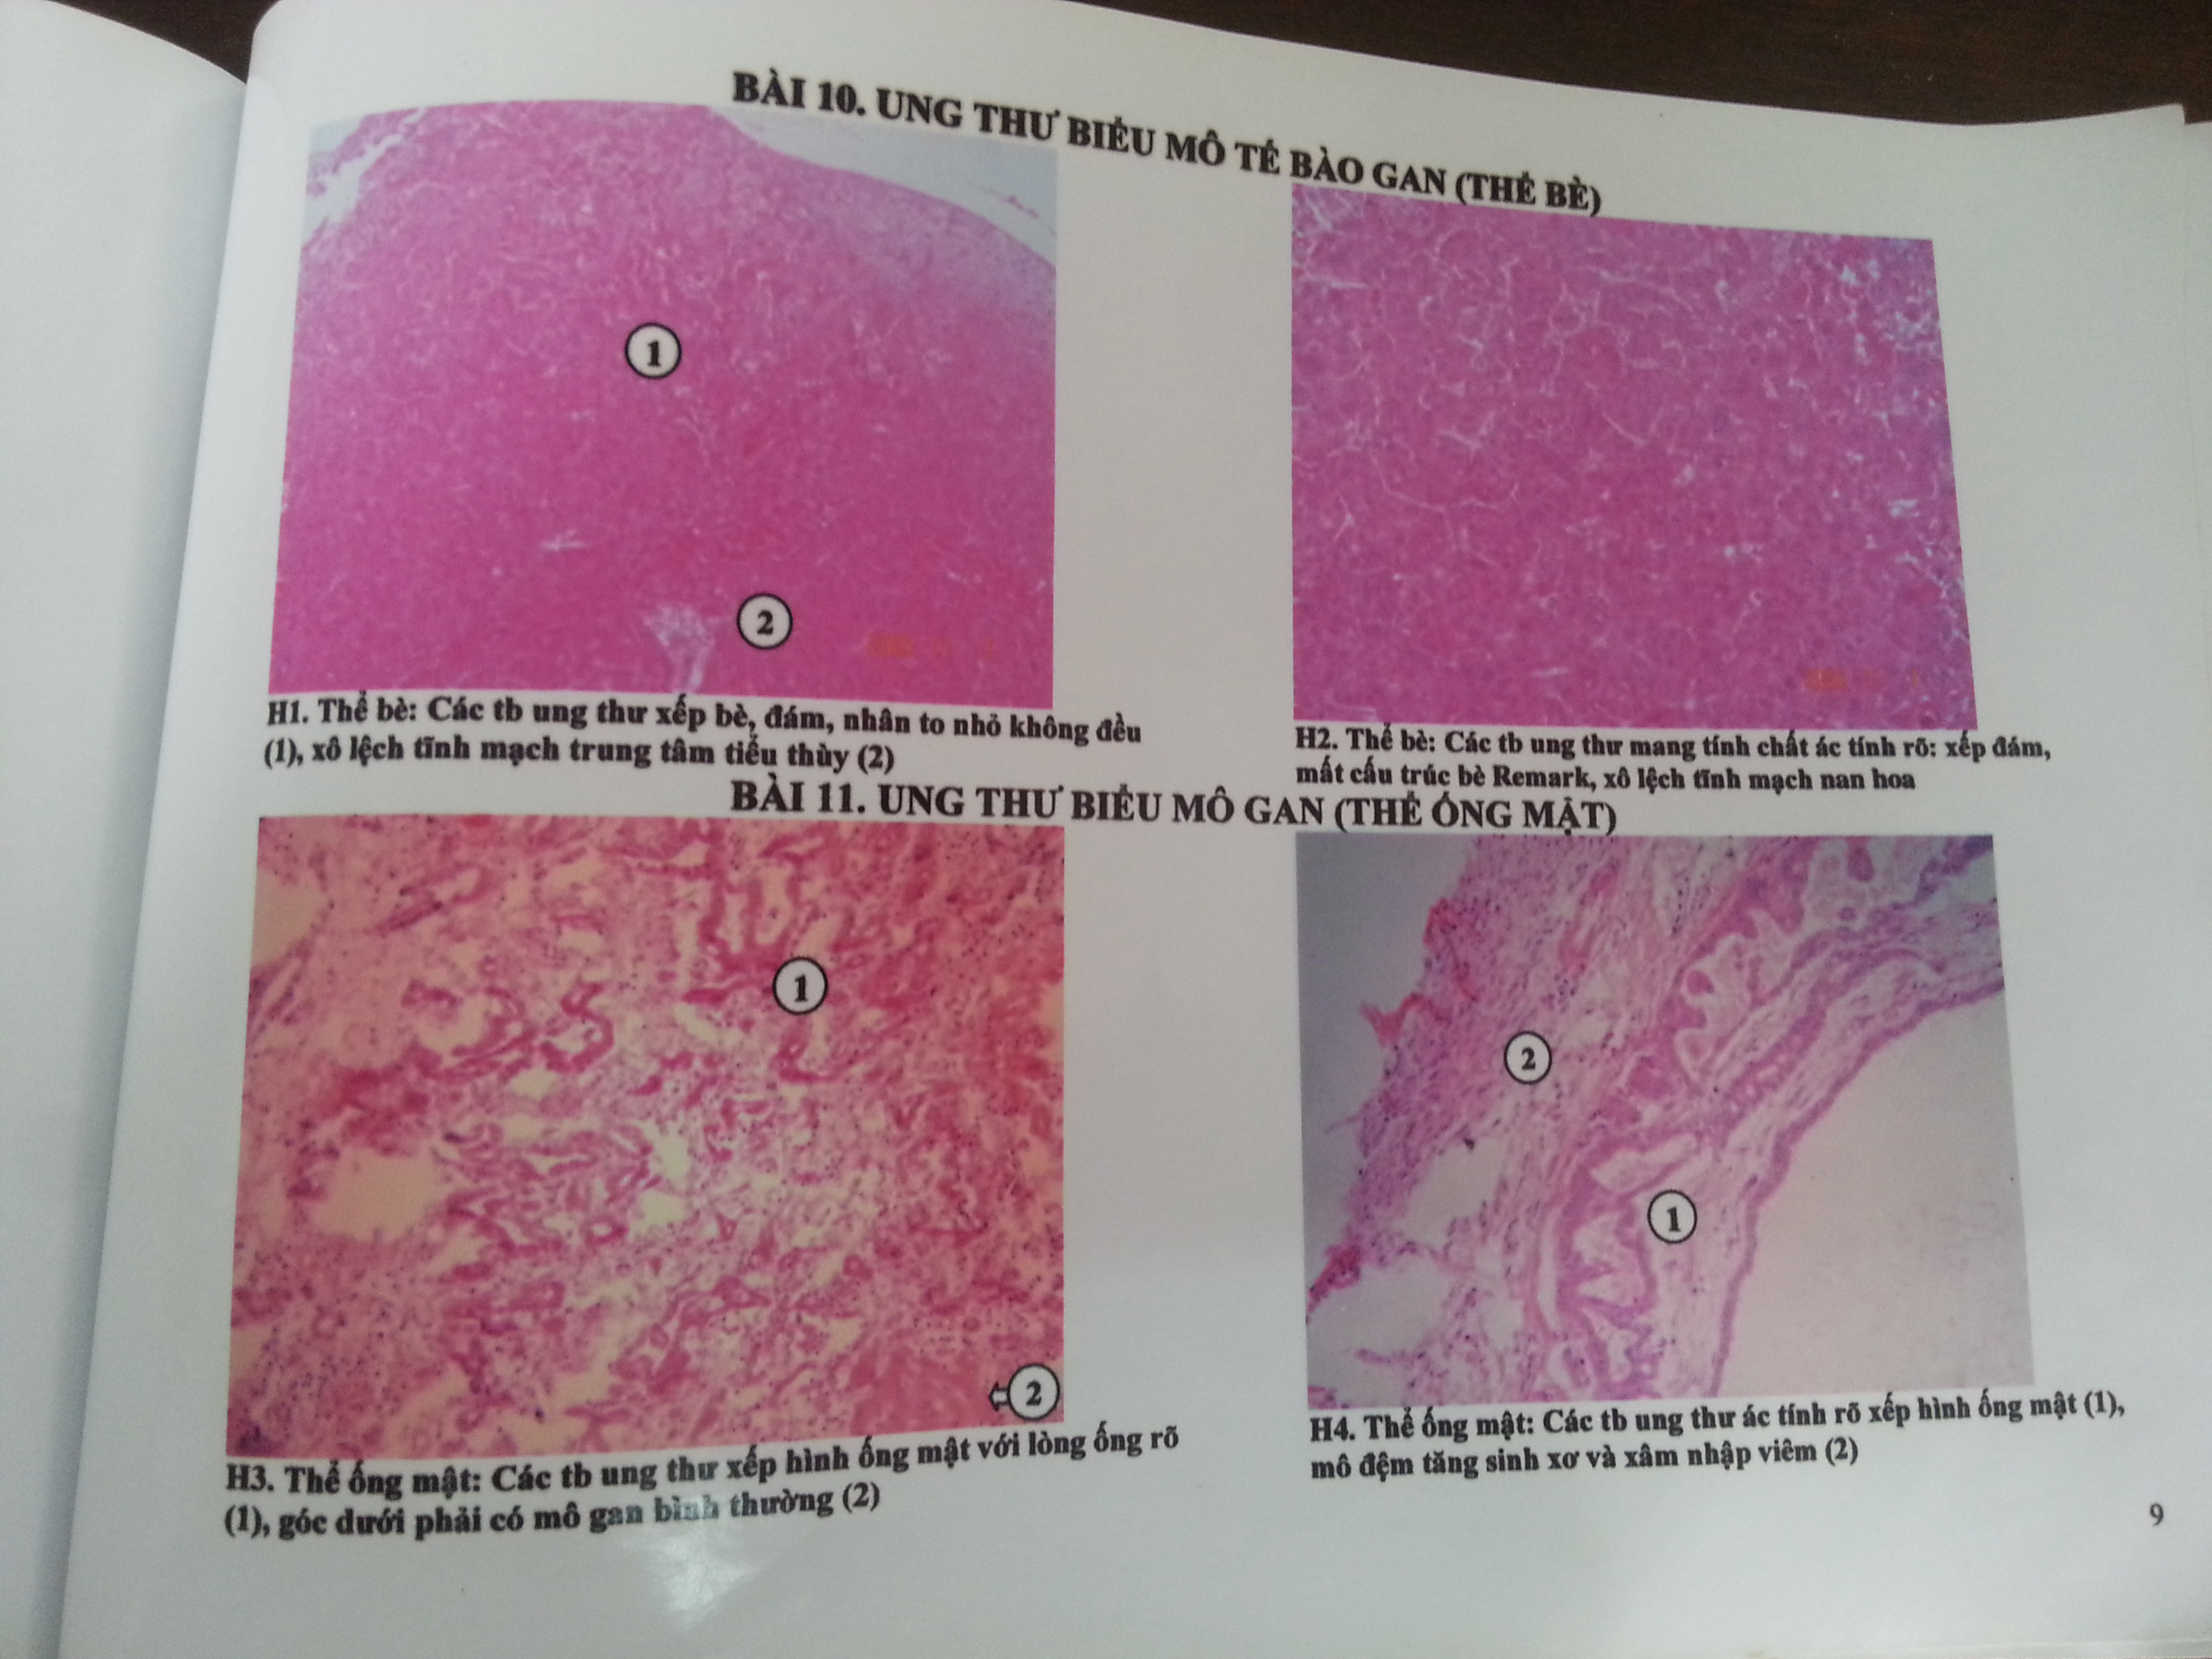 BÀI 10. UNG THƯ BIỂU MÔ TẾ BÀO GAN (THỂ BÈ)
1
2
H1. Thể bè: Các tb ung thư xếp bè, đám, nhân to nhỏ không đều
(1), xô lệch tĩnh mạch trung tâm tiểu thùy (2)
H2. Thể bè: Các tb ung thư mang tính chất ác tính rõ: xếp đám,
mất cấu trúc bè Remark, xô lệch tĩnh mạch nan hoa
BÀI 11. UNG THƯ BIỂU MÔ GAN (THỂ ỐNG MẬT)
1
2
2
1
H3. Thể ống mật: Các tb ung thư xếp hình ống mật với lòng ống rõ
(1), góc dưới phải có mô gan bình thường (2)
H4. Thể ống mật: Các tb ung thư ác tính rõ xếp hình ống mật (1),
mô đệm tăng sinh xơ và xâm nhập viêm (2)
9